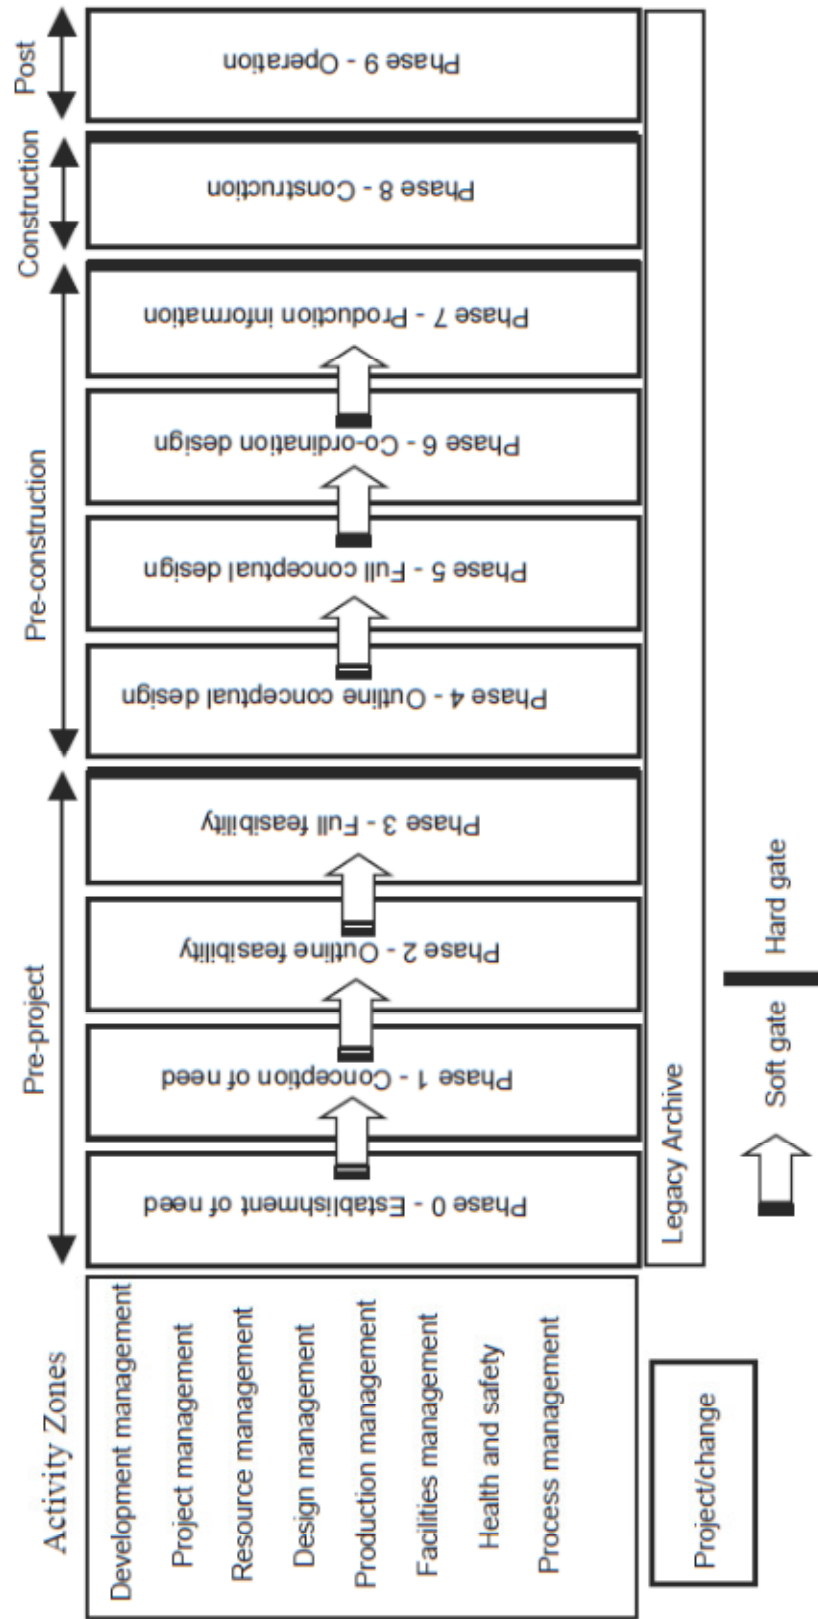 Activity Zones
Development management
Project management
Resource management
Design management
Production management
Facilities management
Health and safety
Process management
Project/change
Pre-project
Pre-construction
Construction
Post
Phase 0 - Establishment of need
Phase 1 - Conception of need
Phase 2 - Outline feasibility
Phase 3 - Full feasibility
Phase 4 - Outline conceptual design
Phase 5 - Full conceptual design
Phase 6 - Co-ordination design
Phase 7 - Production information
Phase 8 - Construction
Phase 9 - Operation
Legacy Archive
Soft gate
Hard gate